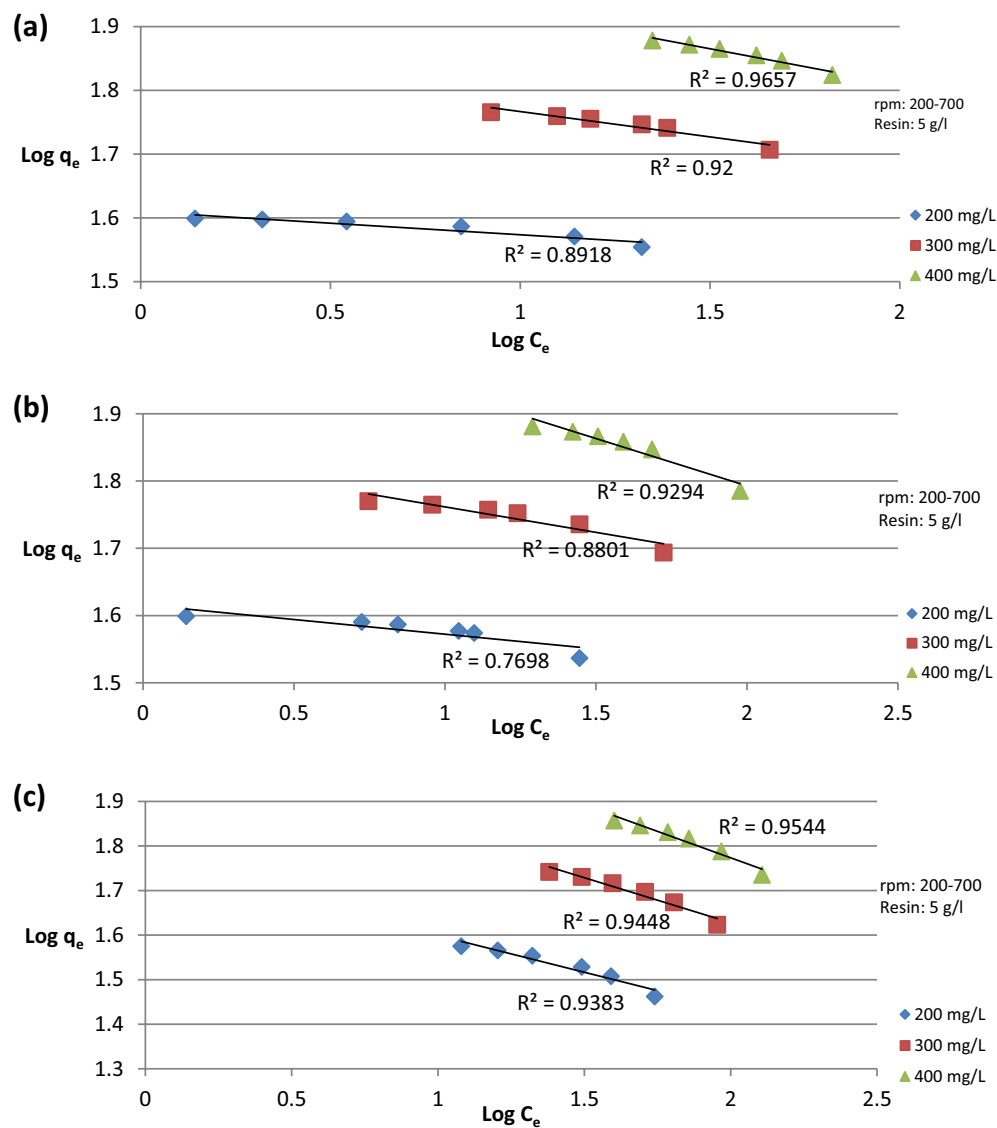 (a)
1.9
1.8
1.7
1.6
1.5
Log qe
R² = 0.9657
R² = 0.92
R² = 0.8918
rpm: 200-700
Resin: 5 g/l
200 mg/L
300 mg/L
400 mg/L
0 0.5 1 1.5 2
Log Ce
(b)
1.9
1.8
1.7
1.6
1.5
Log qe
R² = 0.9294
R² = 0.8801
R² = 0.7698
rpm: 200-700
Resin: 5 g/l
200 mg/L
300 mg/L
400 mg/L
0 0.5 1 1.5 2 2.5
Log Ce
(c)
1.9
1.8
1.7
1.6
1.5
1.4
1.3
Log qe
R² = 0.9544
R² = 0.9448
R² = 0.9383
rpm: 200-700
Resin: 5 g/l
200 mg/L
300 mg/L
400 mg/L
0 0.5 1 1.5 2 2.5
Log Ce